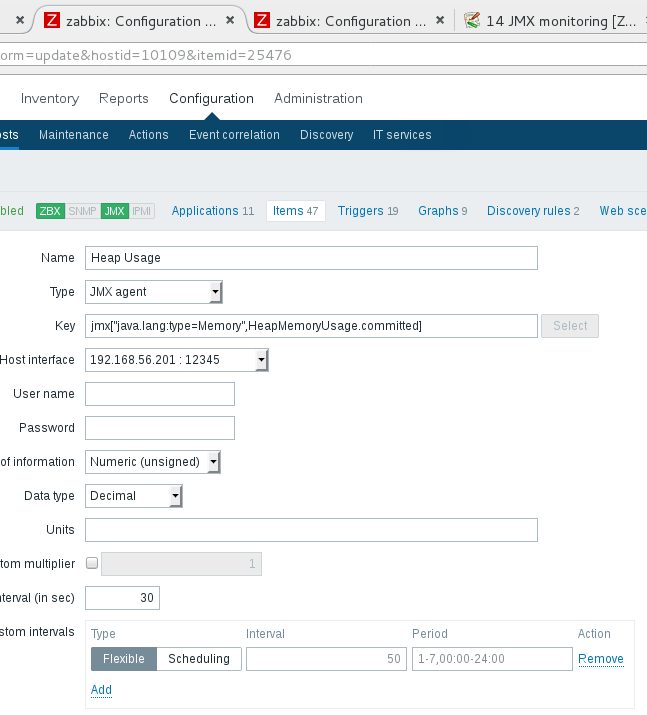 zabbix: Configuration ... × zabbix: Configuration ... × 14 JMX monitoring [Z...
orm=update&hostid=10109&itemid=25476
Inventory Reports Configuration Administration
sts Maintenance Actions Event correlation Discovery IT services
bled ZBX SNMP JMX IPMI Applications 11 Items 47 Triggers 19 Graphs 9 Discovery rules 2 Web sce
Name Heap Usage
Type JMX agent
Key jmx["java.lang:type=Memory",HeapMemoryUsage.committed] Select
Host interface 192.168.56.201 : 12345
User name
Password
of information Numeric (unsigned)
Data type Decimal
Units
tom multiplier 1
nterval (in sec) 30
stom intervals Type Interval Period Action
Flexible Scheduling 50 1-7,00:00-24:00 Remove
Add